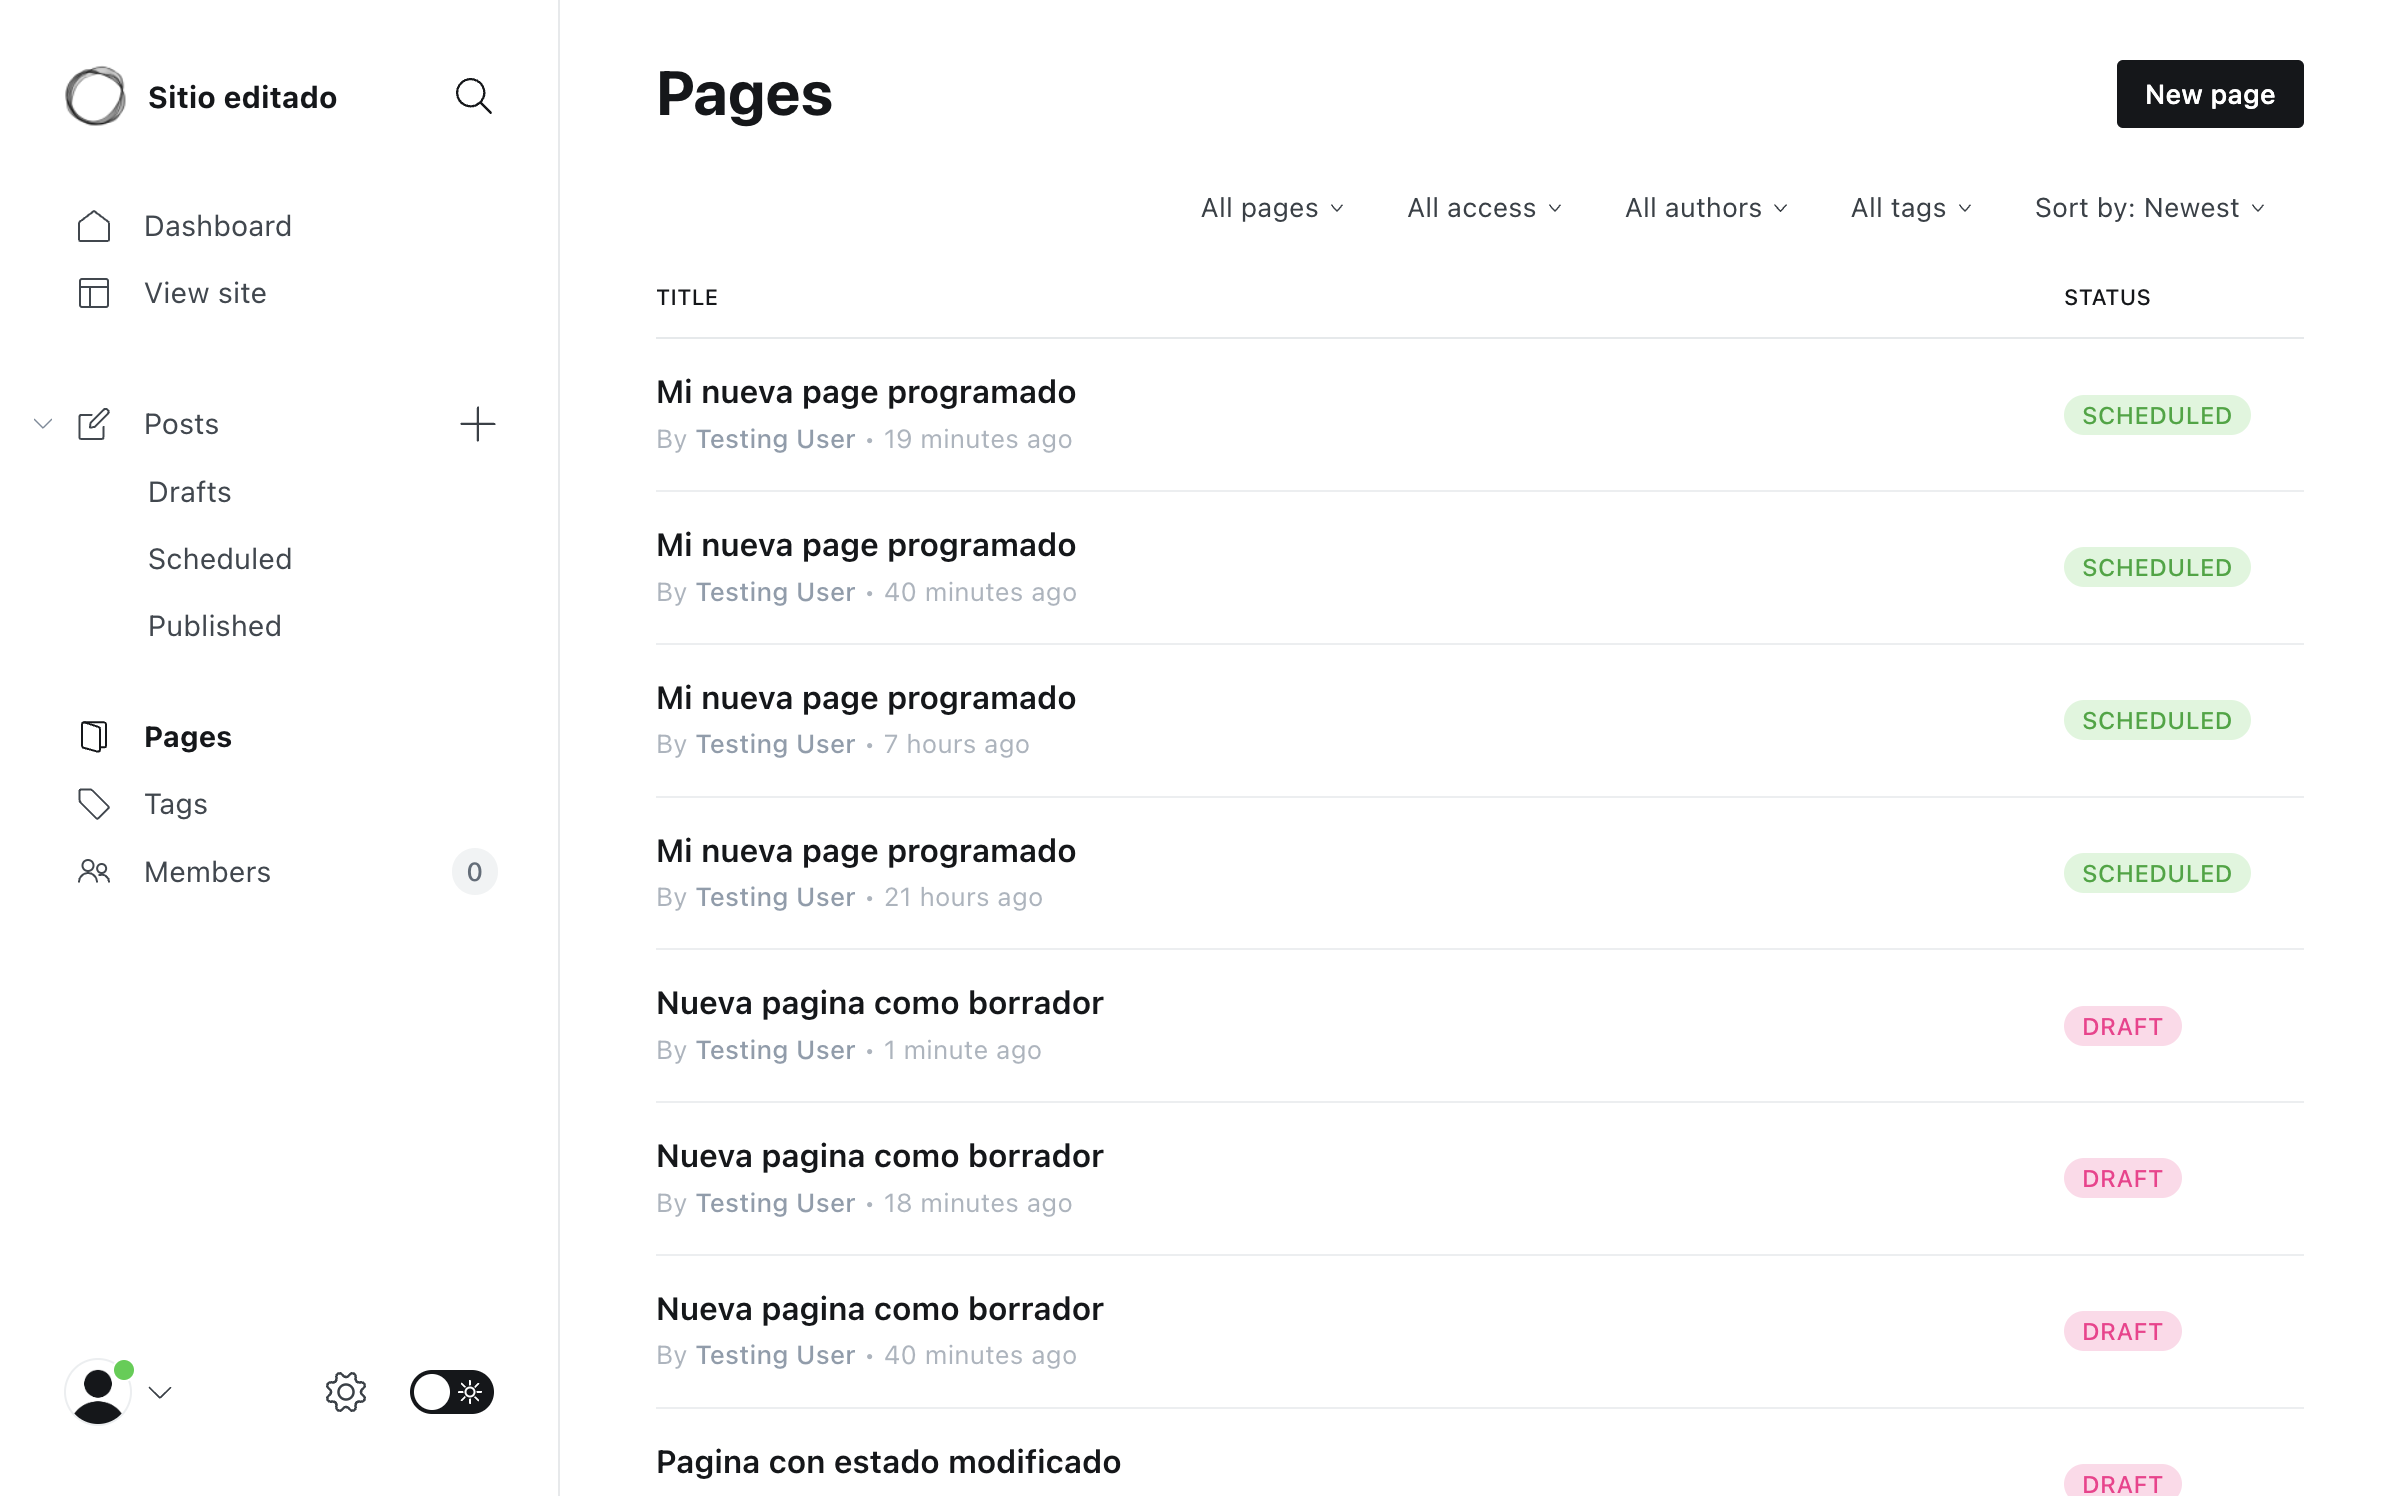 Sitio editado
Dashboard
View site
Posts
Drafts
Scheduled
Published
Pages
Tags
Members 0
Pages
New page
All pages All access All authors All tags Sort by: Newest
TITLE STATUS
Mi nueva page programado
By Testing User • 19 minutes ago
SCHEDULED
Mi nueva page programado
By Testing User • 40 minutes ago
SCHEDULED
Mi nueva page programado
By Testing User • 7 hours ago
SCHEDULED
Mi nueva page programado
By Testing User • 21 hours ago
SCHEDULED
Nueva pagina como borrador
By Testing User • 1 minute ago
DRAFT
Nueva pagina como borrador
By Testing User • 18 minutes ago
DRAFT
Nueva pagina como borrador
By Testing User • 40 minutes ago
DRAFT
Pagina con estado modificado
DRAFT